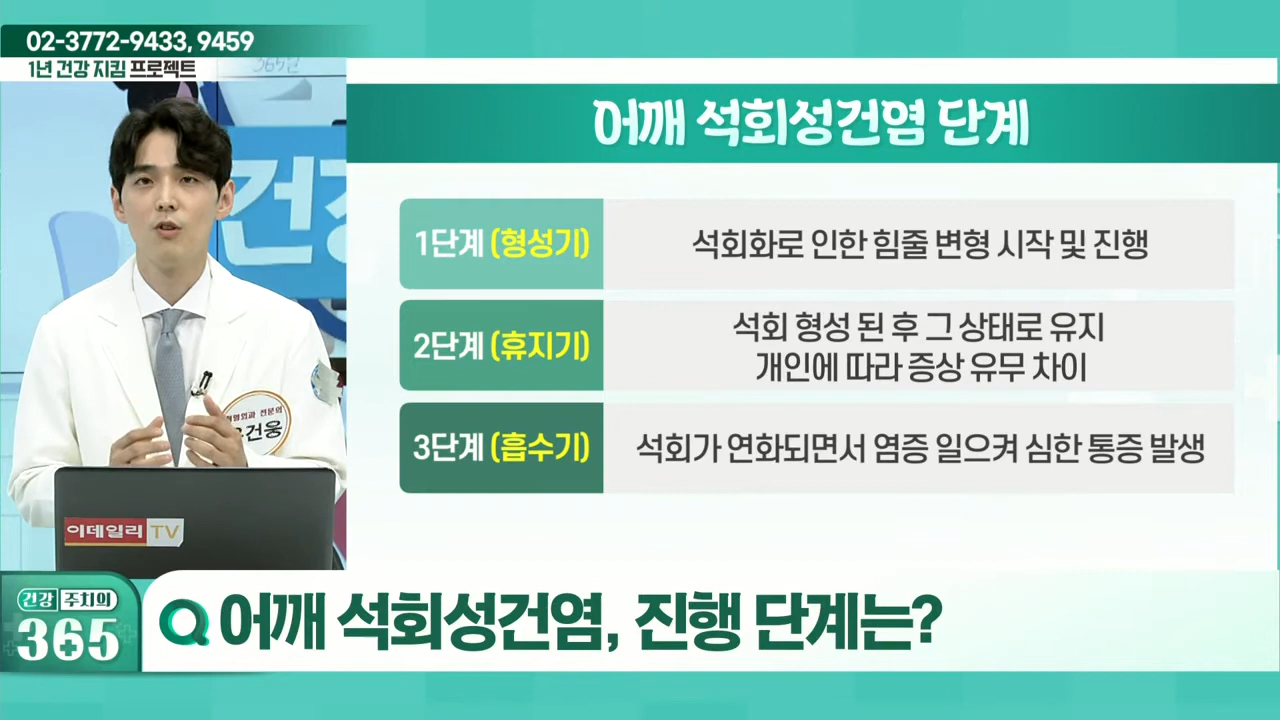 02-3772-9433, 9459
1년 건강 지킴 프로젝트
어깨 석회성건염 단계
1단계 (형성기)
석회화로 인한 힘줄 변형 시작 및 진행
2단계 (휴지기)
석회 형성 된 후 그 상태로 유지
개인에 따라 증상 유무 차이
3단계 (흡수기)
석회가 연화되면서 염증 일으켜 심한 통증 발생
이데일리 TV
건강 주치의
365
Q 어깨 석회성건염, 진행 단계는?